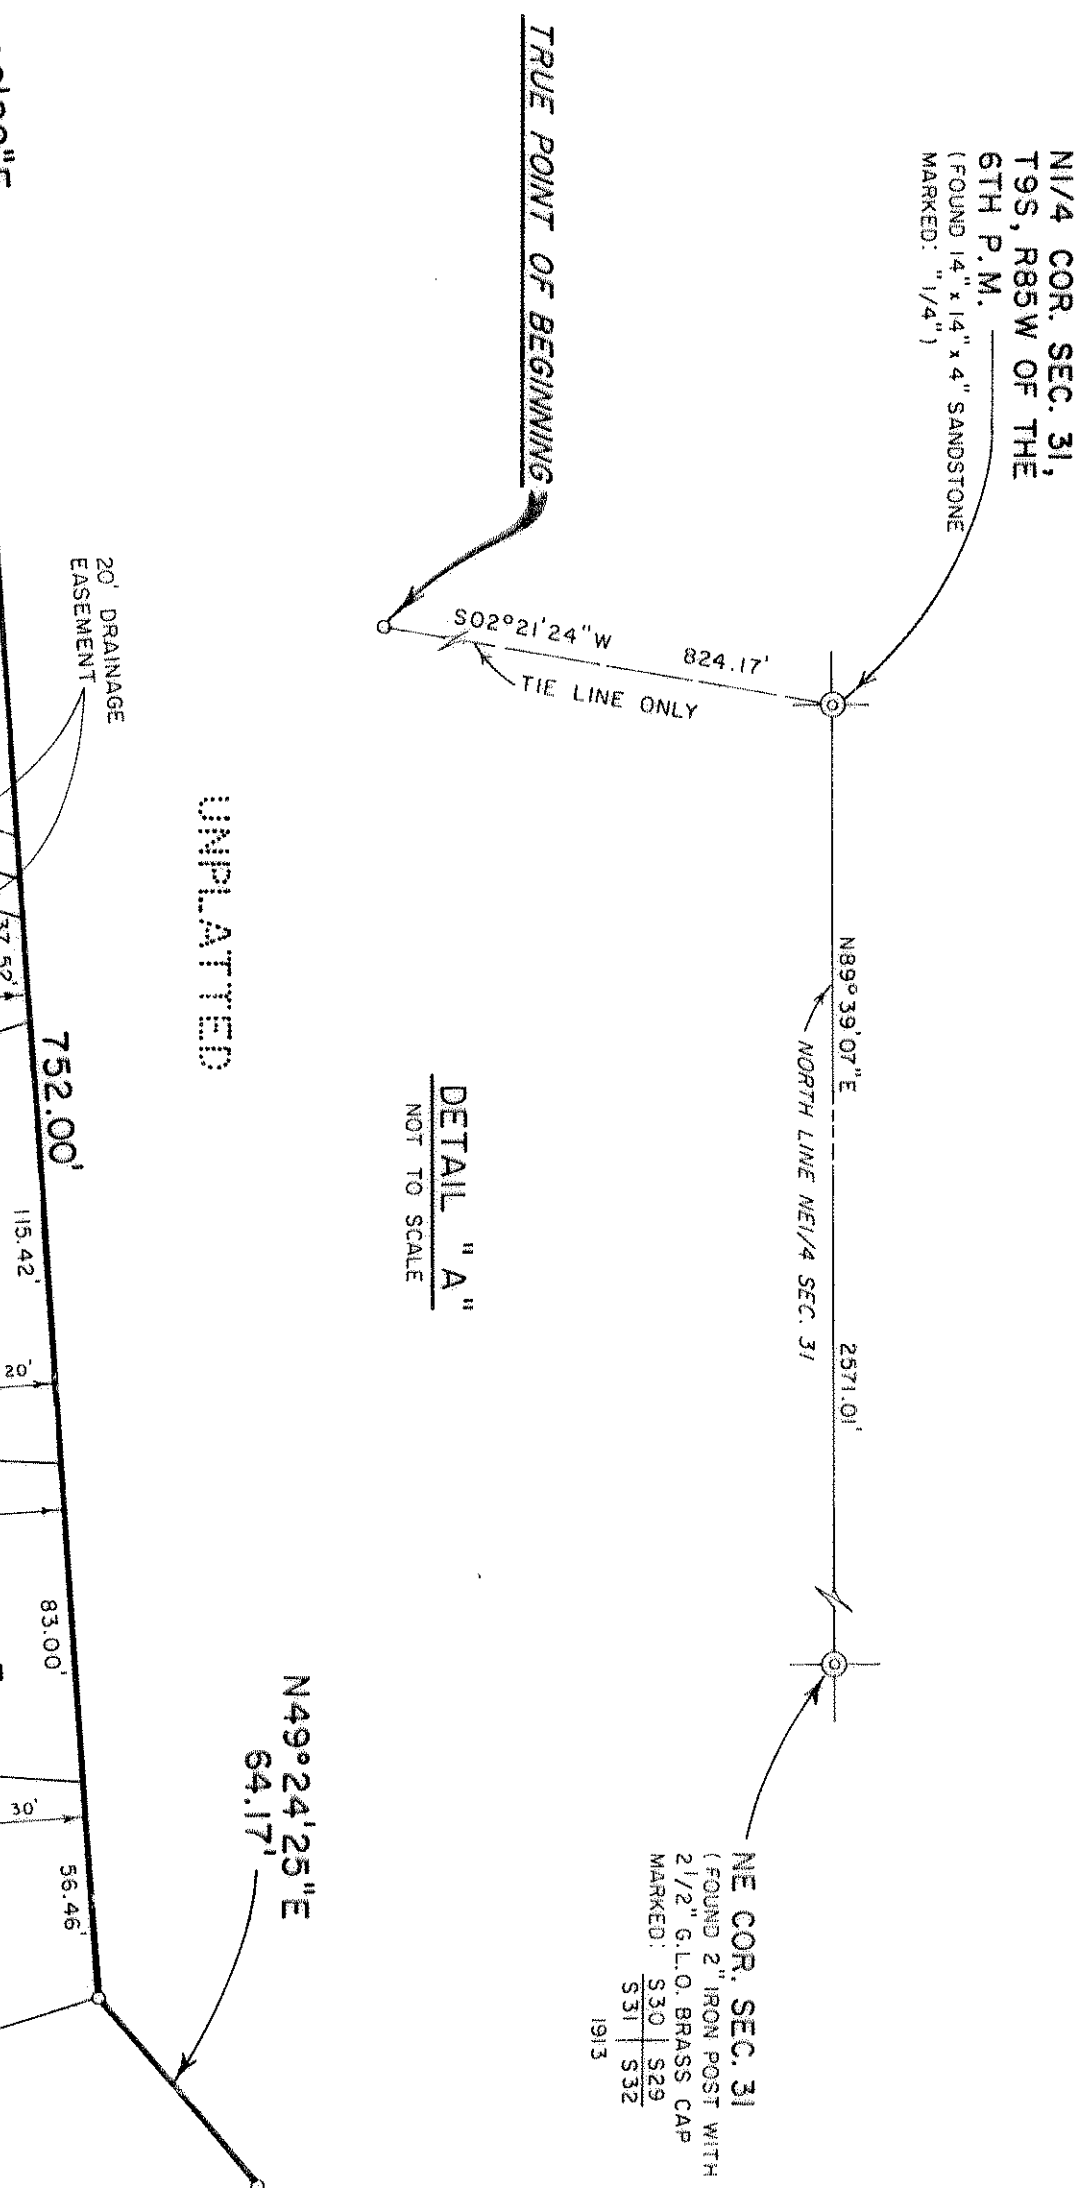 N1/4 COR. SEC. 31,
T9S, R85W OF THE
6TH P.M.
(FOUND 14" x 14" x 4" SANDSTONE
MARKED: "1/4")
TRUE POINT OF BEGINNING
S02°21'24"W
824.17'
TIE LINE ONLY
N89°39'07"E
2571.01'
NORTH LINE NE1/4 SEC. 31
NE COR. SEC. 31
(FOUND 2" IRON POST WITH
2 1/2" G.L.O. BRASS CAP
MARKED: S30 | S29
S31 | S32
1913
DETAIL "A"
NOT TO SCALE
UNPLATTED
20' DRAINAGE
EASEMENT
N49°24'25"E
64.17'
752.00'
37.52'
115.42'
20'
83.00'
30'
56.46'